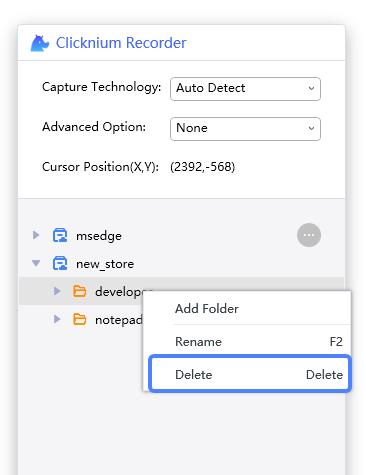 Clicknium Recorder
Capture Technology: Auto Detect
Advanced Option: None
Cursor Position(X,Y): (2392,-568)
msedge
new_store
Add Folder
notepad
Rename F2
Delete Delete